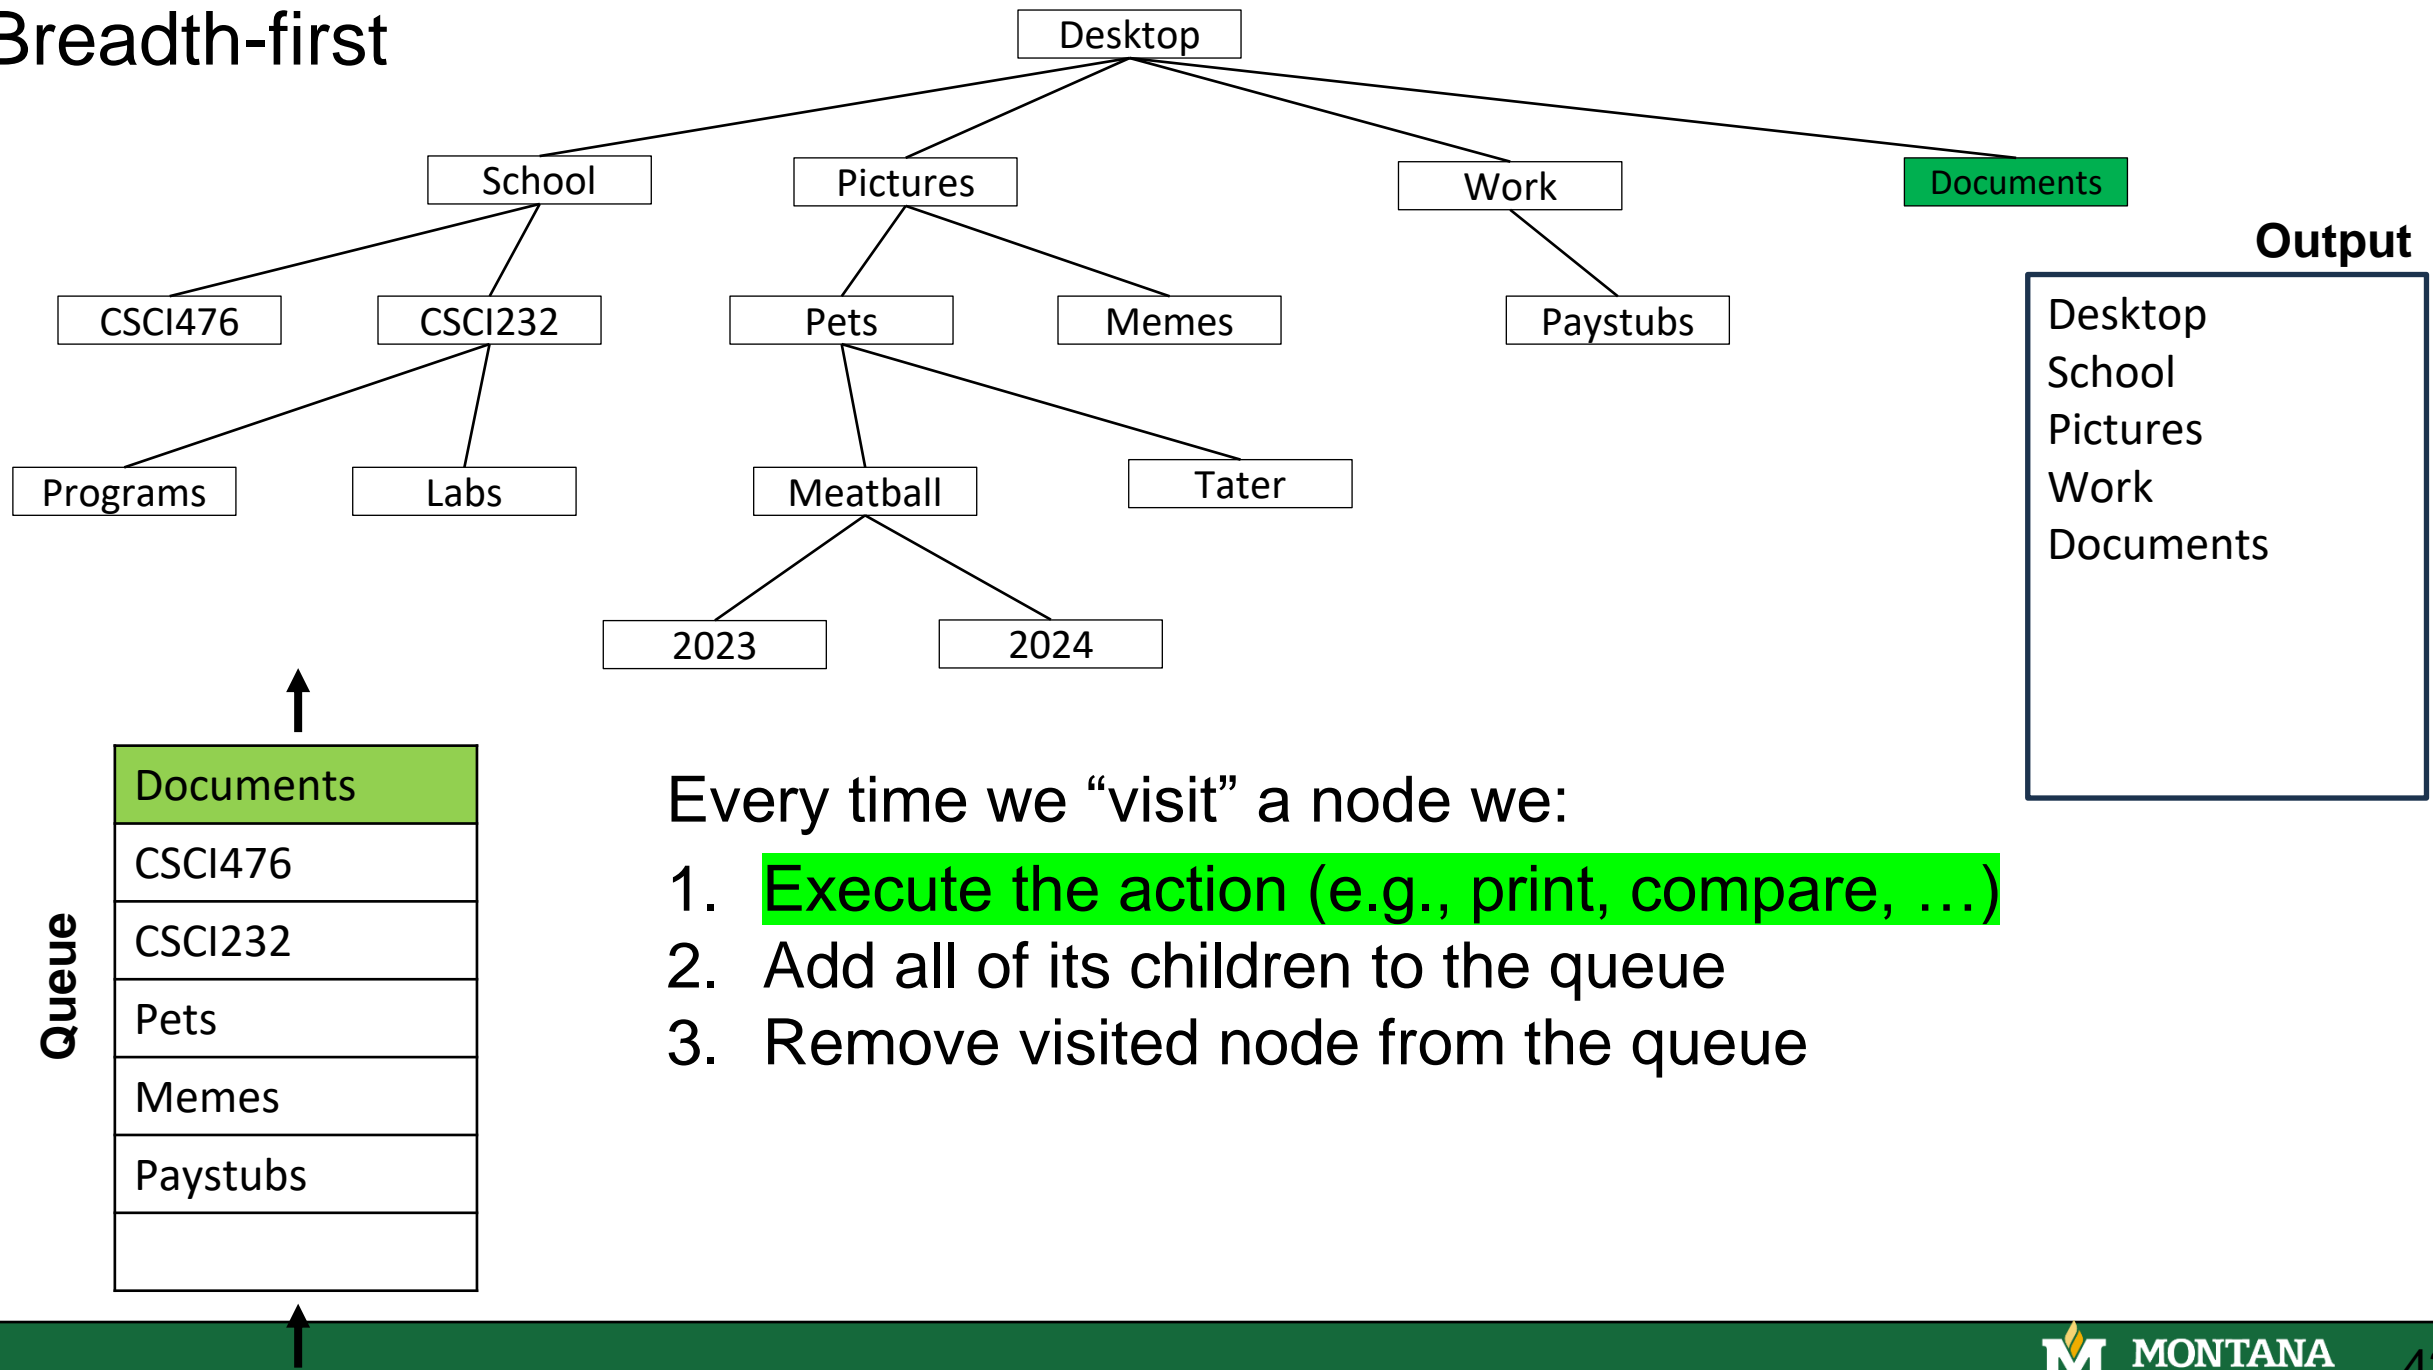 Breadth-first
Desktop
School
Pictures
Work
Documents
CSCI476
CSCI232
Pets
Memes
Paystubs
Programs
Labs
Meatball
Tater
2023
2024
Output
Desktop
School
Pictures
Work
Documents
Queue
Documents
CSCI476
CSCI232
Pets
Memes
Paystubs
Every time we “visit” a node we:
1. Execute the action (e.g., print, compare, …)
2. Add all of its children to the queue
3. Remove visited node from the queue
M MONTANA